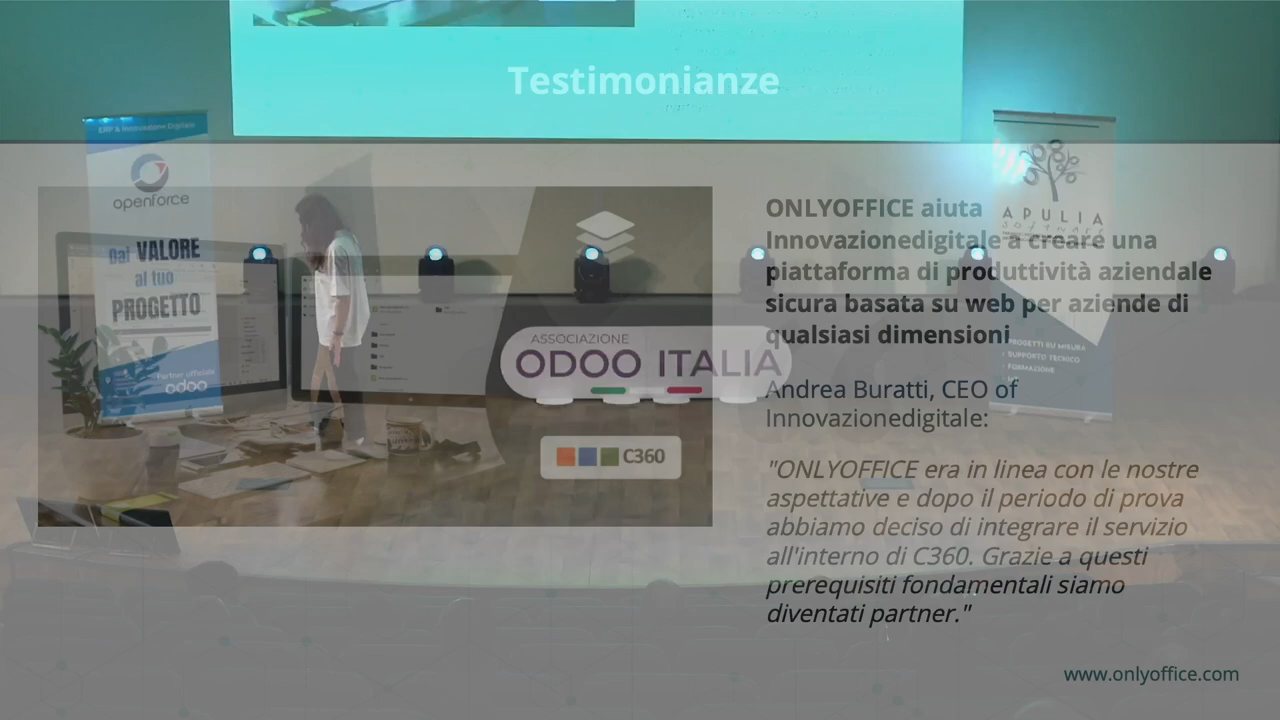 Testimonianze
ERP & Innovazione Digitale
openforce
Dai VALORE
al tuo
PROGETTO
Partner ufficiale
odoo
ASSOCIAZIONE
ODOO ITALIA
C360
APULIA
SOFTWARE
PROGETTI SU MISURA
SUPPORTO TECNICO
FORMAZIONE
ONLYOFFICE aiuta
Innovazionedigitale a creare una
piattaforma di produttività aziendale
sicura basata su web per aziende di
qualsiasi dimensioni
Andrea Buratti, CEO of
Innovazionedigitale:
"ONLYOFFICE era in linea con le nostre
aspettative e dopo il periodo di prova
abbiamo deciso di integrare il servizio
all'interno di C360. Grazie a questi
prerequisiti fondamentali siamo
diventati partner."
www.onlyoffice.com